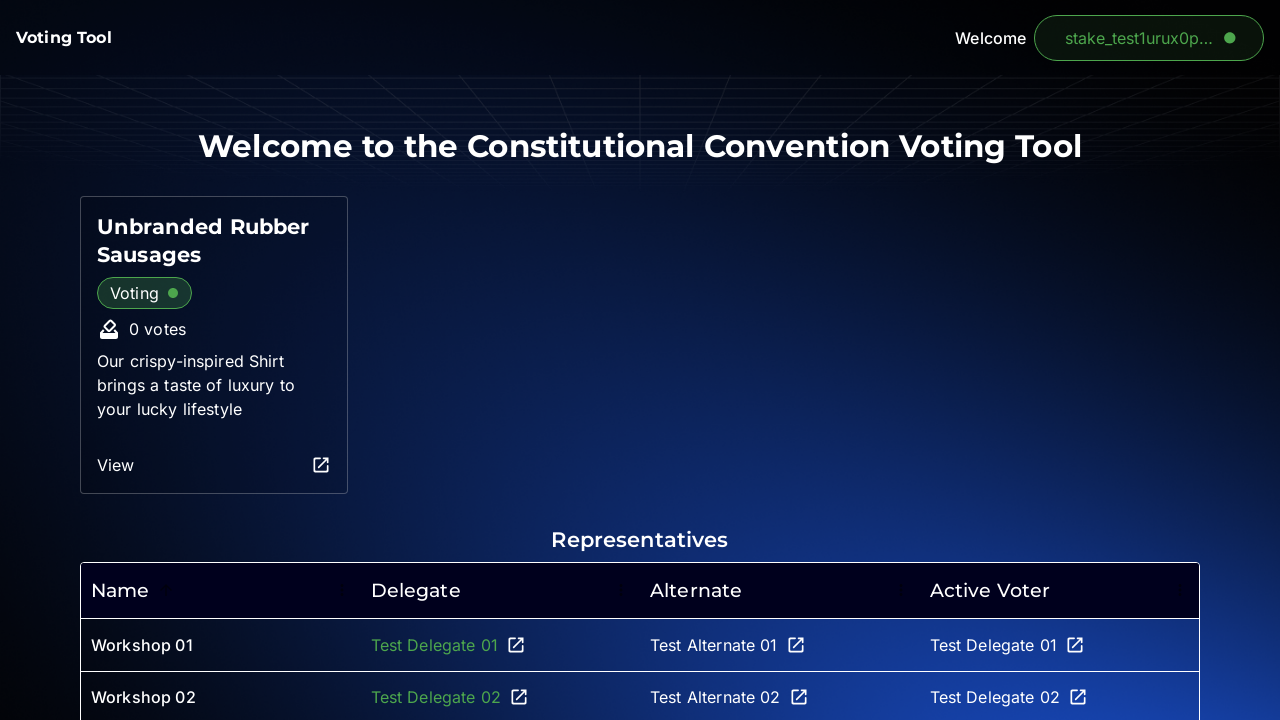 Voting Tool
Welcome stake_test1urux0p...
Welcome to the Constitutional Convention Voting Tool
Unbranded Rubber
Sausages
Voting
0 votes
Our crispy-inspired Shirt
brings a taste of luxury to
your lucky lifestyle
View
Representatives
Name Delegate Alternate Active Voter
Workshop 01 Test Delegate 01 Test Alternate 01 Test Delegate 01
Workshop 02 Test Delegate 02 Test Alternate 02 Test Delegate 02